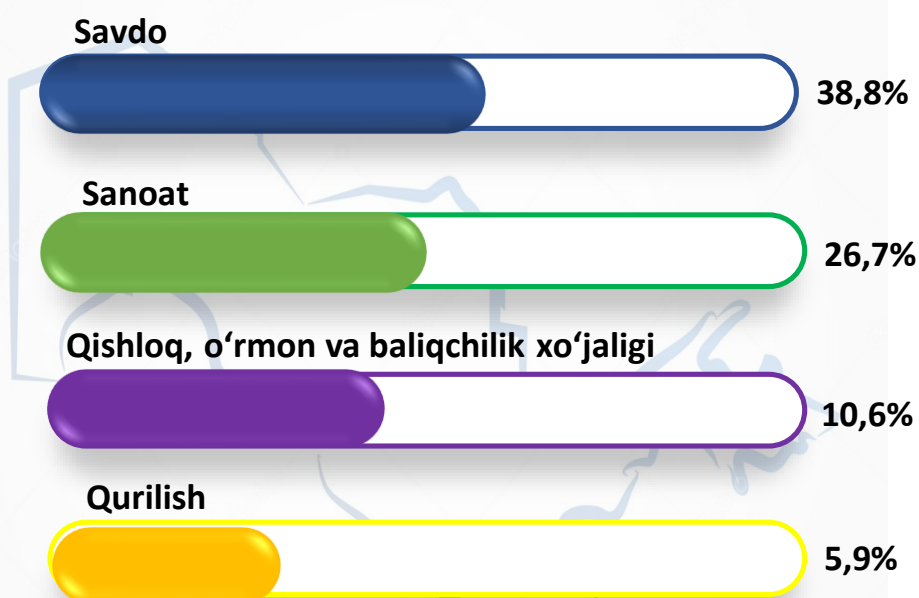 Savdo
38,8%
Sanoat
26,7%
Qishloq, o‘rmon va baliqchilik xo‘jaligi
10,6%
Qurilish
5,9%